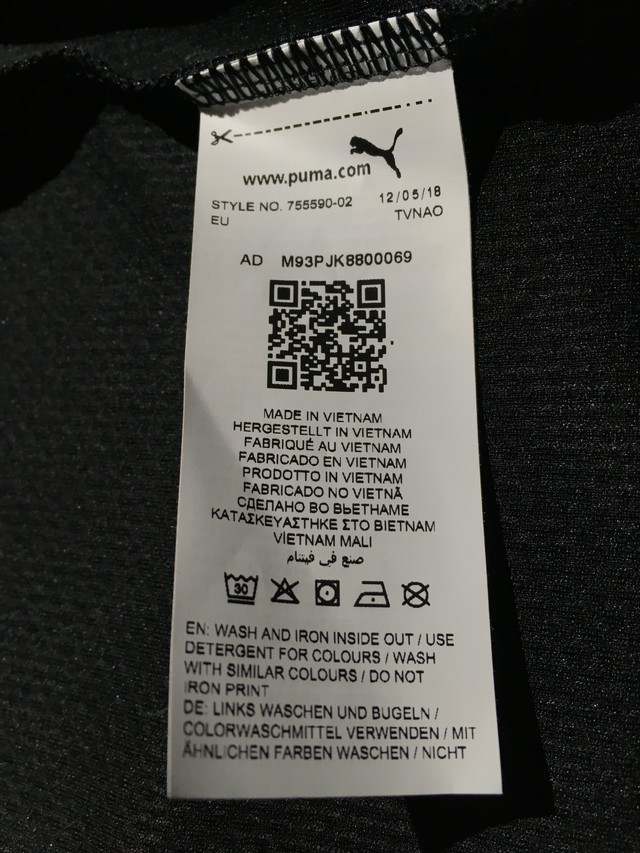 www.puma.com
STYLE NO. 755590-02 12/05/18
EU TVNAO
AD M93PJK8800069
MADE IN VIETNAM
HERGESTELLT IN VIETNAM
FABRIQUÉ AU VIETNAM
FABRICADO EN VIETNAM
PRODOTTO IN VIETNAM
FABRICADO NO VIETNÃ
СДЕЛАНО ВО ВЬЕТНАМЕ
ΚΑΤΑΣΚΕΥΑΣΤΗΚΕ ΣΤΟ ΒΙΕΤΝΑΜ
VİETNAM MALI
صنع في فيتنام
30
EN: WASH AND IRON INSIDE OUT / USE
DETERGENT FOR COLOURS / WASH
WITH SIMILAR COLOURS / DO NOT
IRON PRINT
DE: LINKS WASCHEN UND BUGELN /
COLORWASCHMITTEL VERWENDEN / MIT
ÄHNLICHEN FARBEN WASCHEN / NICHT